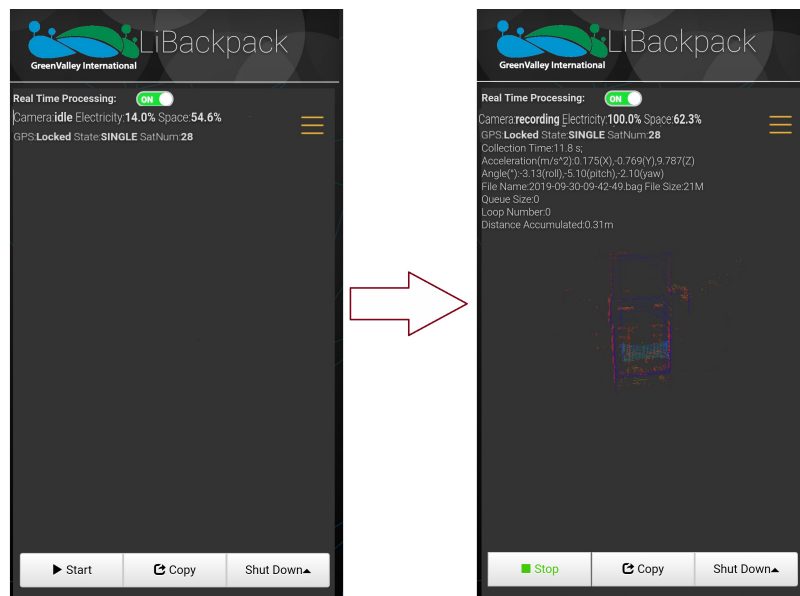 LiBackpack
GreenValley International
Real Time Processing: ON
Camera:idle Electricity:14.0% Space:54.6%
GPS:Locked State:SINGLE SatNum:28
Start
Copy
Shut Down
LiBackpack
GreenValley International
Real Time Processing: ON
Camera:recording Electricity:100.0% Space:62.3%
GPS:Locked State:SINGLE SatNum:28
Collection Time:11.8 s;
Acceleration(m/s^2):0.175(X),-0.769(Y),9.787(Z)
Angle(°):-3.13(roll),-5.10(pitch),-2.10(yaw)
File Name:2019-09-30-09-42-49.bag File Size:21M
Queue Size:0
Loop Number:0
Distance Accumulated:0.31m
Stop
Copy
Shut Down